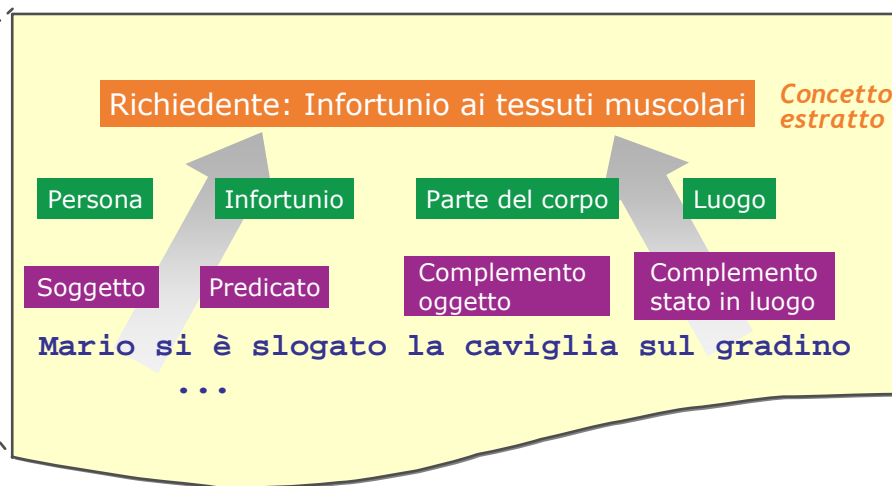 Richiedente: Infortunio ai tessuti muscolari
Concetto
estratto
Persona
Infortunio
Parte del corpo
Luogo
Soggetto
Predicato
Complemento
oggetto
Complemento
stato in luogo
Mario si è slogato la caviglia sul gradino
...